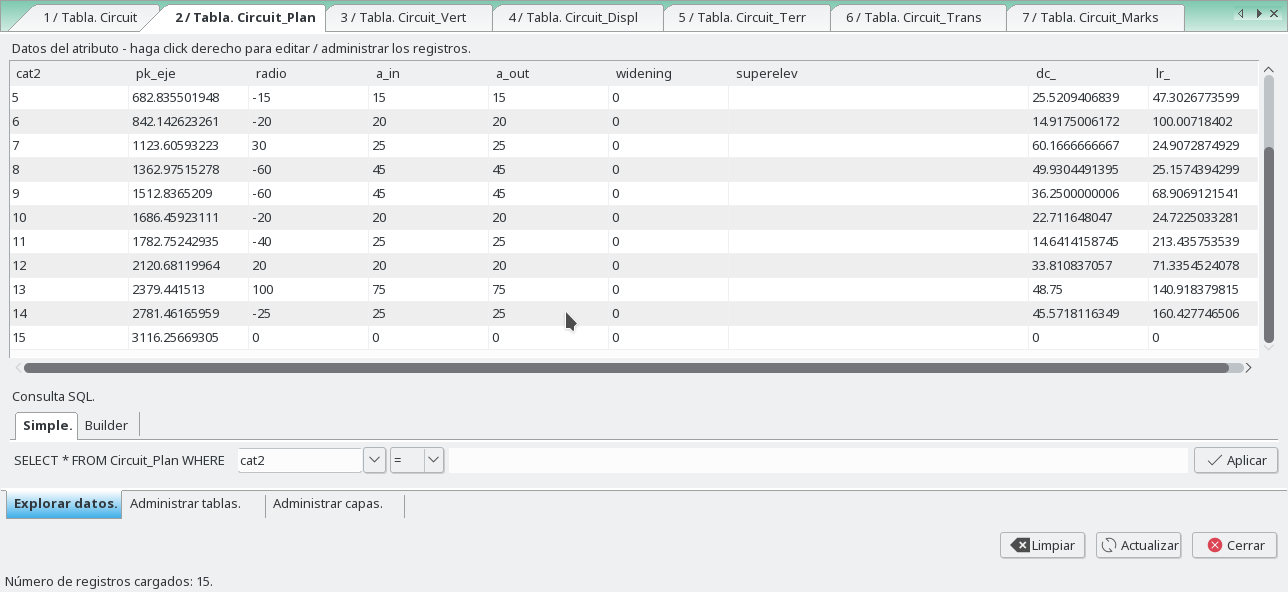 1 / Tabla. Circuit 2 / Tabla. Circuit_Plan 3 / Tabla. Circuit_Vert 4 / Tabla. Circuit_Displ 5 / Tabla. Circuit_Terr 6 / Tabla. Circuit_Trans 7 / Tabla. Circuit_Marks
Datos del atributo - haga click derecho para editar / administrar los registros.
cat2 pk_eje radio a_in a_out widening superelev dc_ lr_
5 682.835501948 -15 15 15 0 25.5209406839 47.3026773599
6 842.142623261 -20 20 20 0 14.9175006172 100.00718402
7 1123.60593223 30 25 25 0 60.1666666667 24.9072874929
8 1362.97515278 -60 45 45 0 49.9304491395 25.1574394299
9 1512.8365209 -60 45 45 0 36.2500000006 68.9069121541
10 1686.45923111 -20 20 20 0 22.711648047 24.7225033281
11 1782.75242935 -40 25 25 0 14.6414158745 213.435753539
12 2120.68119964 20 20 20 0 33.810837057 71.3354524078
13 2379.441513 100 75 75 0 48.75 140.918379815
14 2781.46165959 -25 25 25 0 45.5718116349 160.427746506
15 3116.25669305 0 0 0 0 0 0
Consulta SQL.
Simple. Builder
SELECT * FROM Circuit_Plan WHERE cat2 = Aplicar
Explorar datos. Administrar tablas. Administrar capas.
Limpiar Actualizar Cerrar
Número de registros cargados: 15.